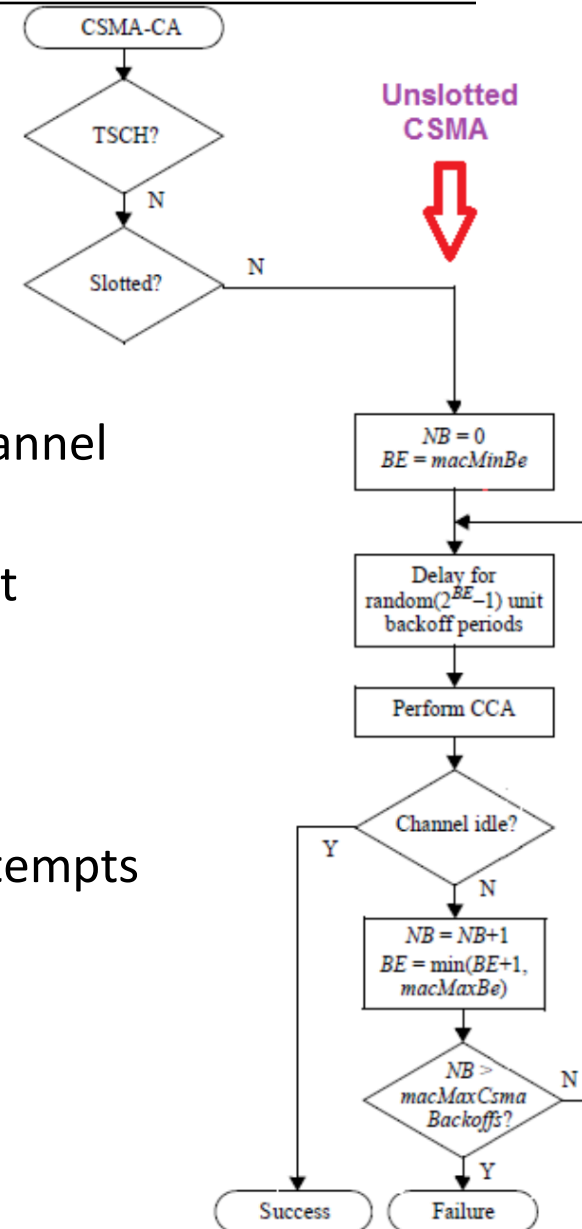 CSMA-CA
Unslotted
CSMA
TSCH?
N
Slotted?
N
annel
NB = 0
BE = macMinBe
t
Delay for
random(2^BE–1) unit
backoff periods
Perform CCA
Channel idle?
Y
tempts
N
NB = NB+1
BE = min(BE+1,
macMaxBe)
NB >
macMaxCsma
Backoffs?
N
Y
Success
Failure